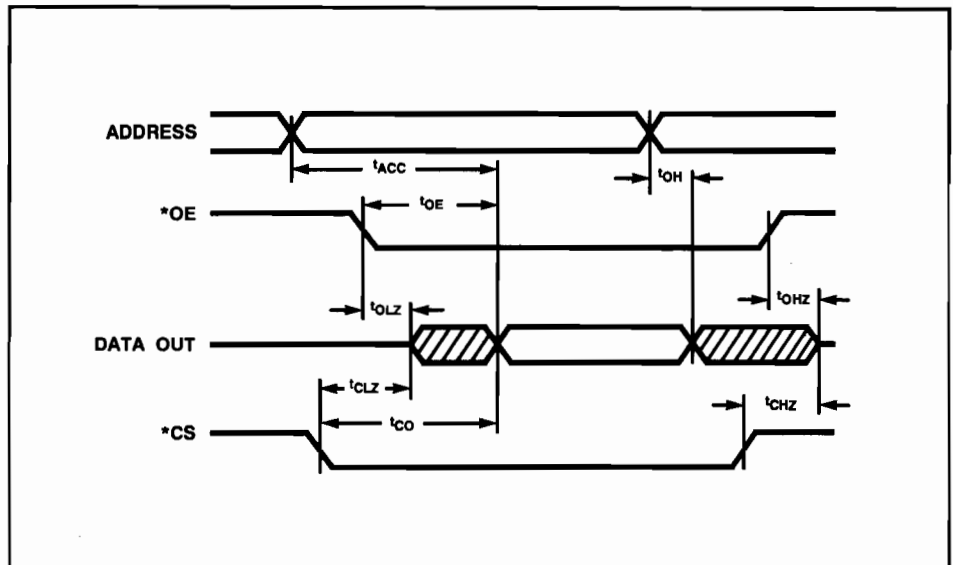 ADDRESS
tACC
tOH
*OE
tOE
tOHZ
tOLZ
DATA OUT
tCLZ
tCHZ
tCO
*CS